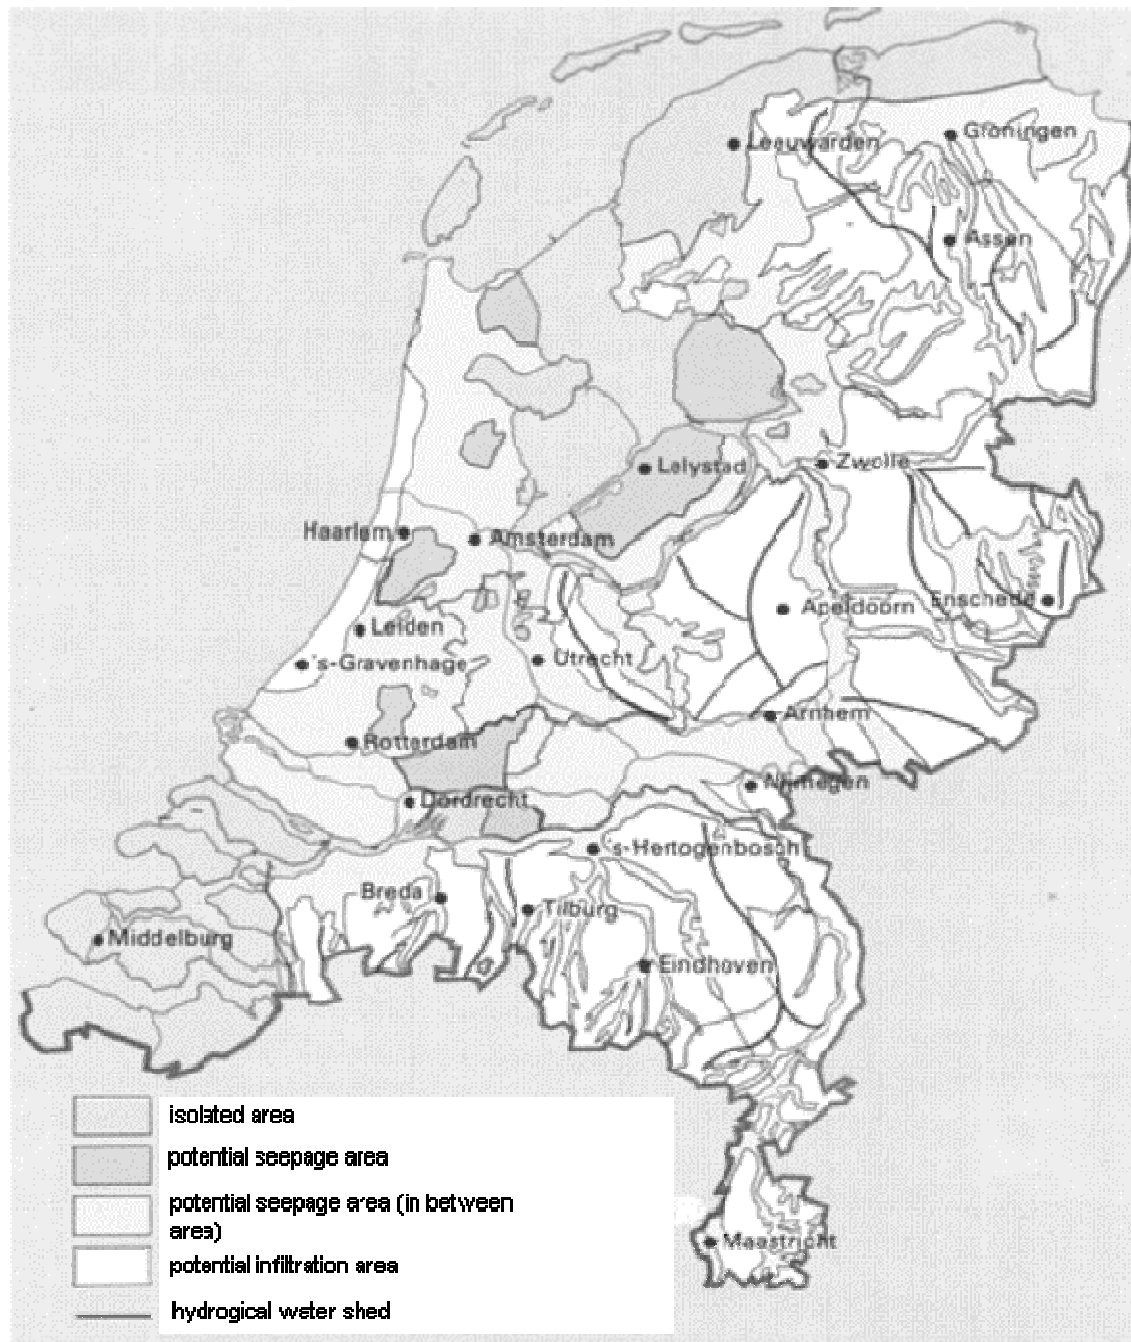 Leeuwarden
Groningen
Assen
Lelystad
Zwolle
Haarlem
Amsterdam
Apeldoorn
Enschede
Leiden
's-Gravenhage
Utrecht
Arnhem
Rotterdam
Nijmegen
Dordrecht
's-Hertogenbosch
Breda
Tilburg
Middelburg
Eindhoven
isolated area
potential seepage area
potential seepage area (in between
area)
potential infiltration area
Maastricht
hydrogical water shed